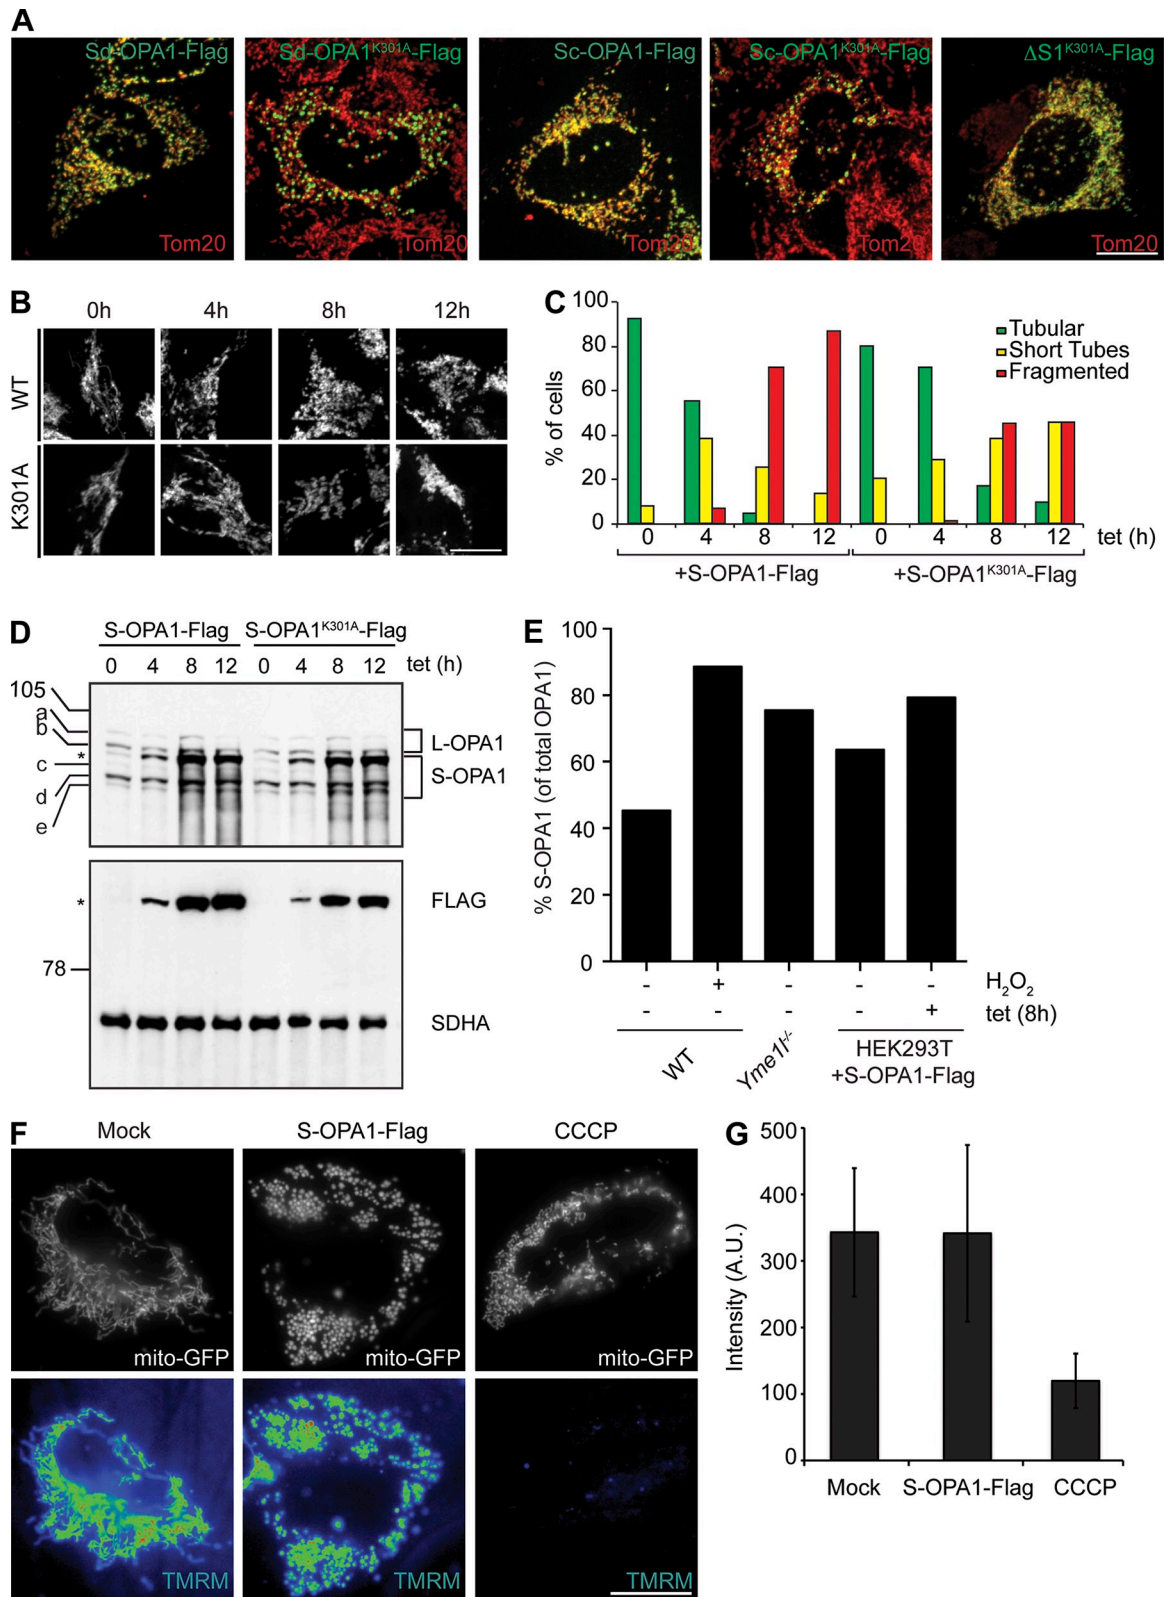 A
Sd-OPA1-Flag Sd-OPA1K301A-Flag Sc-OPA1-Flag Sc-OPA1K301A-Flag ΔS1K301A-Flag
Tom20 Tom20 Tom20 Tom20 Tom20
B
0h 4h 8h 12h
WT
K301A
C
% of cells
100
80
60
40
20
0
Tubular
Short Tubes
Fragmented
0 4 8 12 0 4 8 12 tet (h)
+S-OPA1-Flag +S-OPA1K301A-Flag
D
S-OPA1-Flag S-OPA1K301A-Flag
0 4 8 12 0 4 8 12 tet (h)
105
a
b
*
c
d
e
L-OPA1
S-OPA1
* FLAG
78
SDHA
E
% S-OPA1 (of total OPA1)
100
80
60
40
20
0
- + - - - H2O2
- - - - + tet (8h)
WT Yme1l-/- HEK293T
+S-OPA1-Flag
F
Mock S-OPA1-Flag CCCP
mito-GFP mito-GFP mito-GFP
TMRM TMRM TMRM
G
Intensity (A.U.)
500
400
300
200
100
0
Mock S-OPA1-Flag CCCP